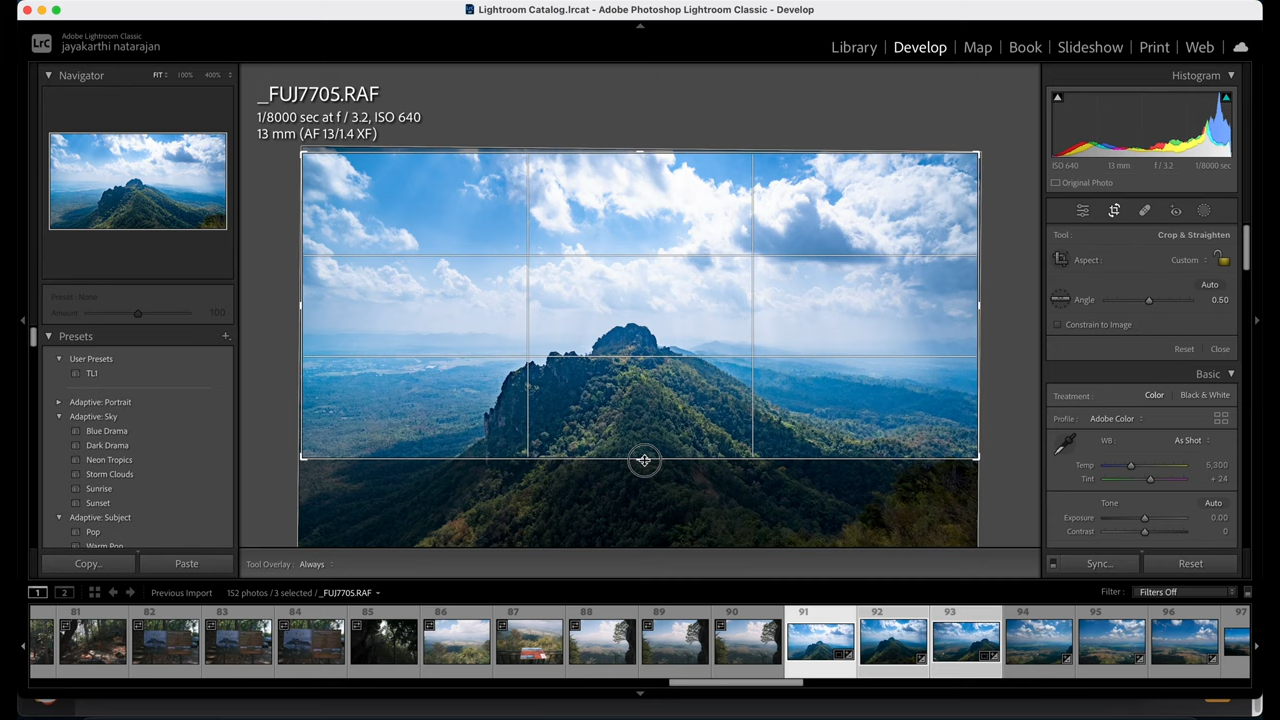 Lightroom Catalog.lrcat - Adobe Photoshop Lightroom Classic - Develop
LrC
Adobe Lightroom Classic
jayakarthi natarajan
Library | Develop | Map | Book | Slideshow | Print | Web
Navigator FIT 100% 400%
_FUJ7705.RAF
1/8000 sec at f / 3.2, ISO 640
13 mm (AF 13/1.4 XF)
Histogram
ISO 640 13 mm f / 3.2 1/8000 sec
Original Photo
Tool : Crop & Straighten
Aspect : Custom
Auto
Angle 0.50
Constrain to Image
Reset Close
Preset : None
Amount 100
Presets
User Presets
TL1
Adaptive: Portrait
Adaptive: Sky
Blue Drama
Dark Drama
Neon Tropics
Storm Clouds
Sunrise
Sunset
Adaptive: Subject
Pop
Warm Pop
Basic
Treatment : Color Black & White
Profile : Adobe Color
WB : As Shot
Temp 5,300
Tint + 24
Tone Auto
Exposure 0.00
Contrast 0
Copy... Paste
Tool Overlay : Always
Sync... Reset
1 2 Previous Import 152 photos / 3 selected / _FUJ7705.RAF
Filter : Filters Off
81 82 83 84 85 86 87 88 89 90 91 92 93 94 95 96 97